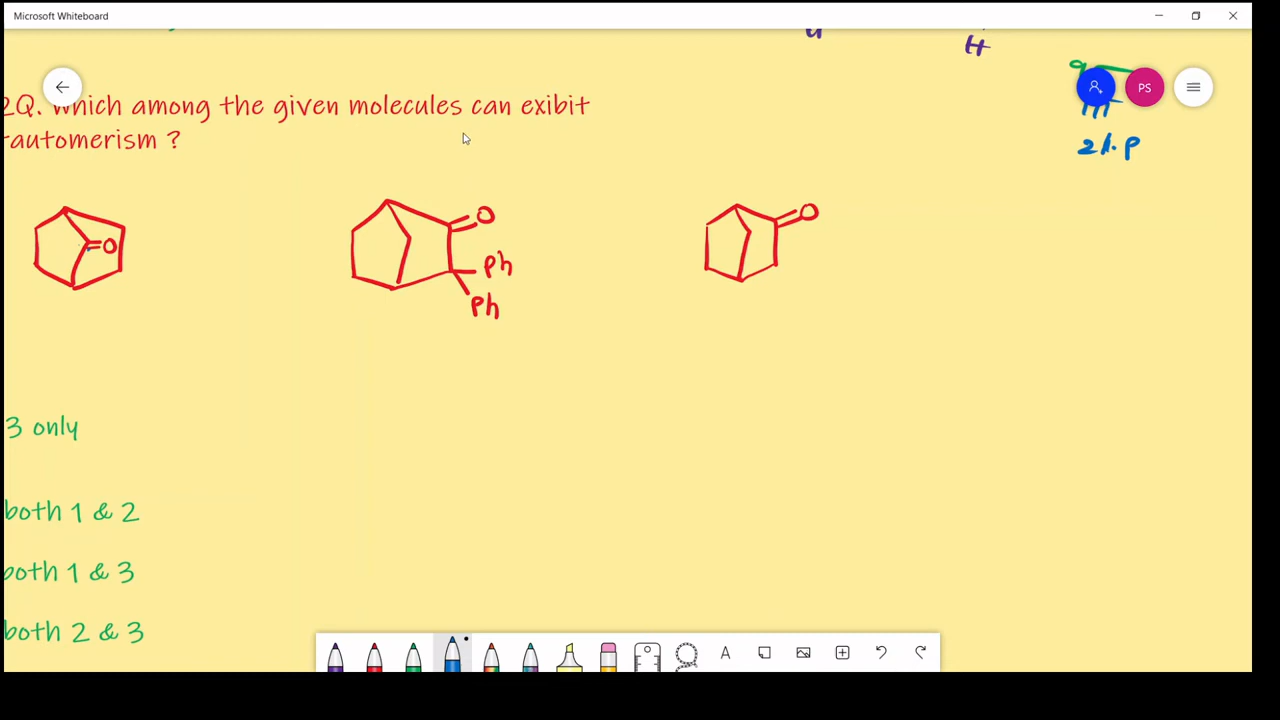 Microsoft Whiteboard
H
PS
2Q. Which among the given molecules can exibit
tautomerism ?
2%. p
O
O
Ph
Ph
O
3 only
both 1 & 2
both 1 & 3
both 2 & 3
A